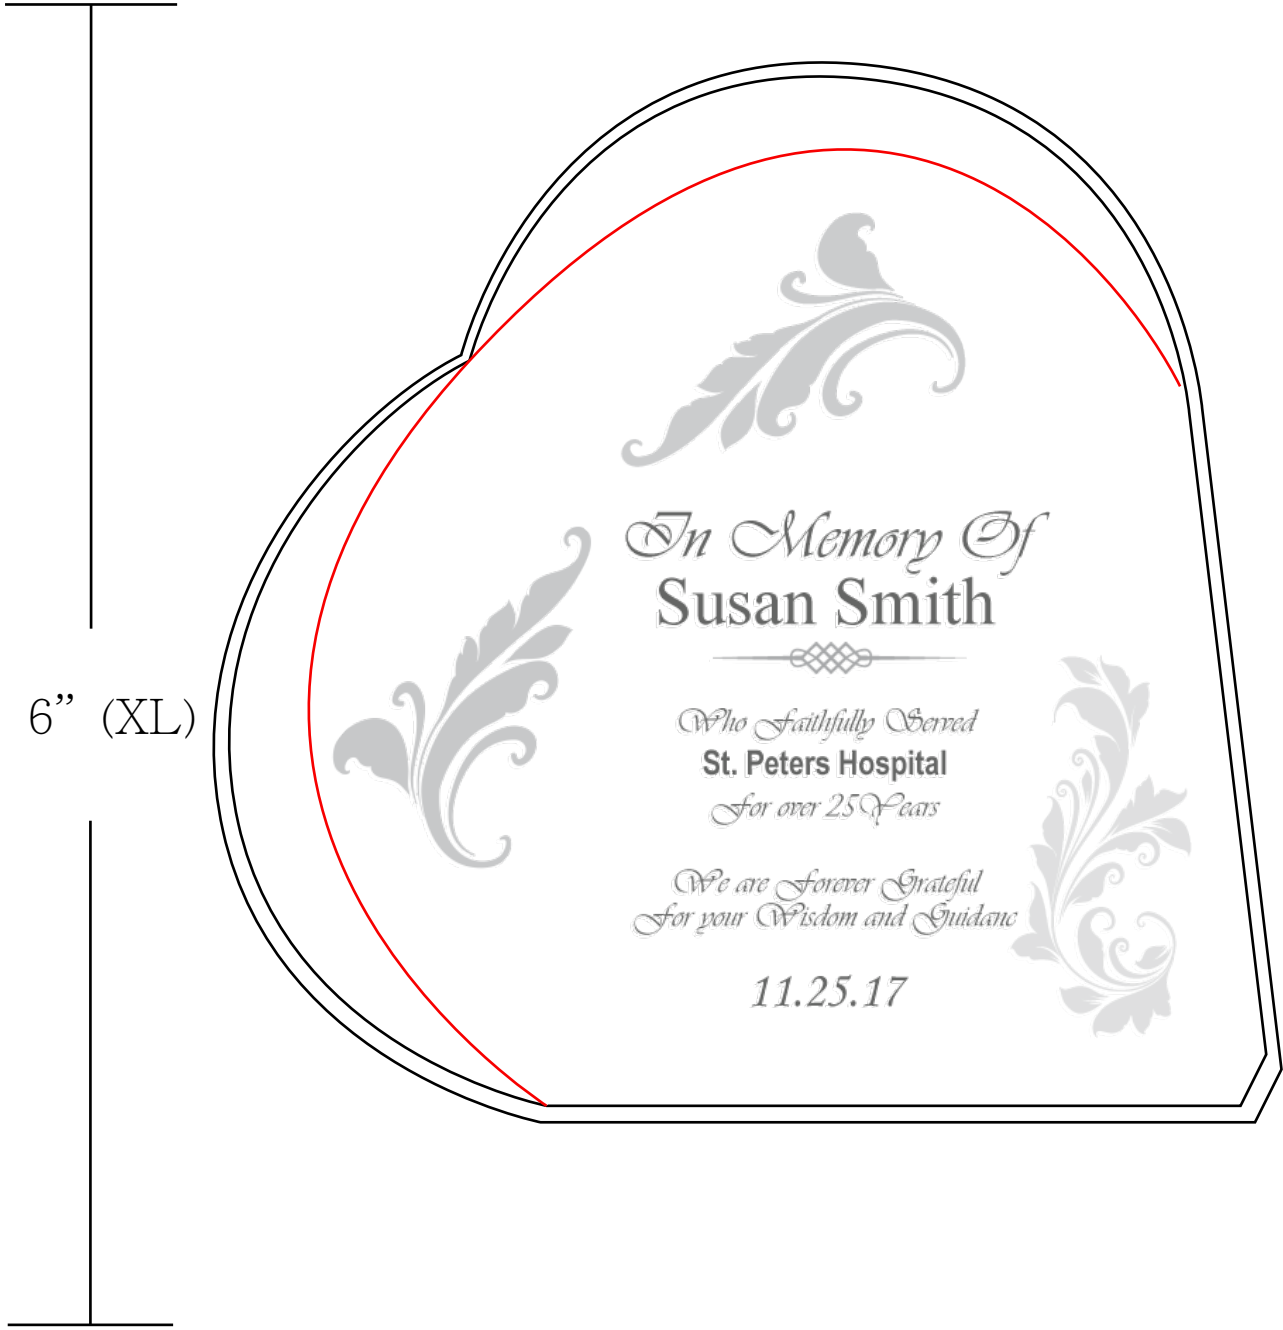 6” (XL)
In Memory Of
Susan Smith
Who Faithfully Served
St. Peters Hospital
For over 25 Years
We are Forever Grateful
For your Wisdom and Guidanc
11.25.17